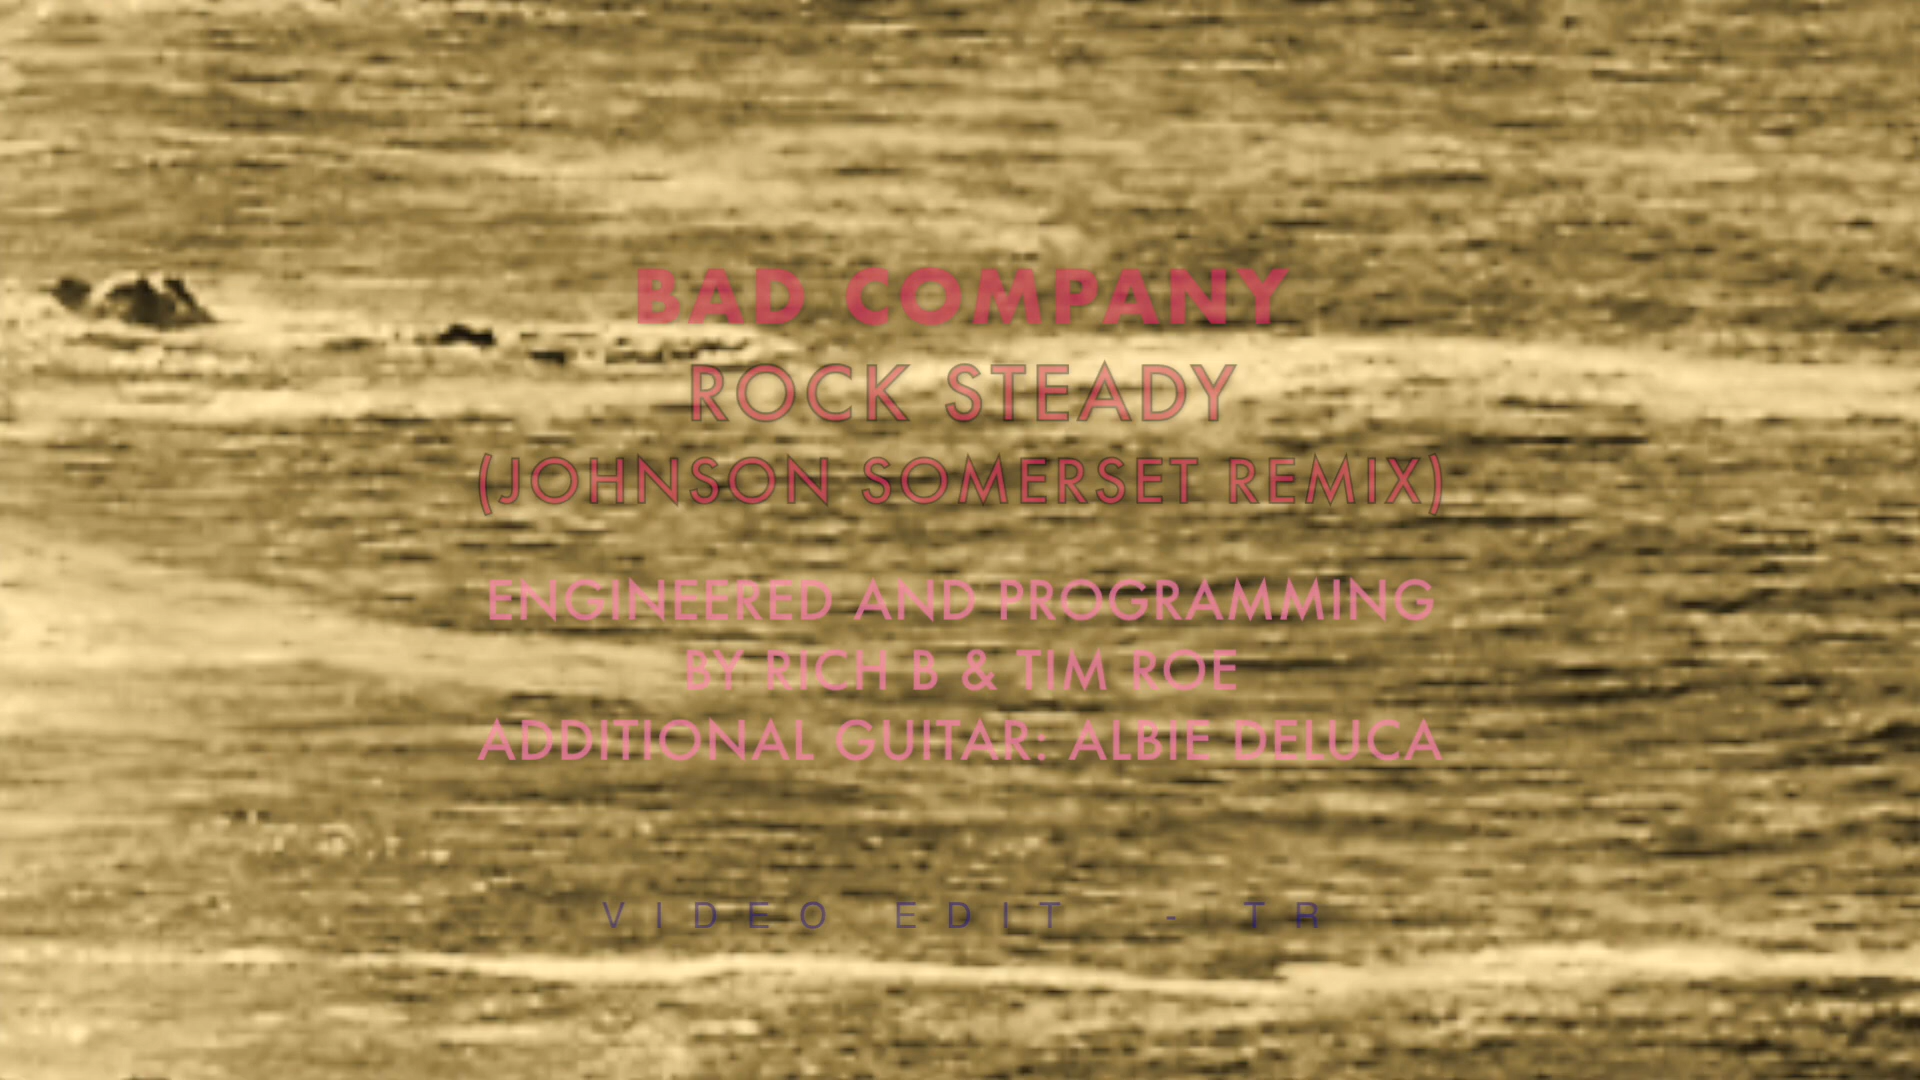 BAD COMPANY
ROCK STEADY
(JOHNSON SOMERSET REMIX)
ENGINEERED AND PROGRAMMING
BY RICH B & TIM ROE
ADDITIONAL GUITAR: ALBIE DELUCA
VIDEO EDIT - TR